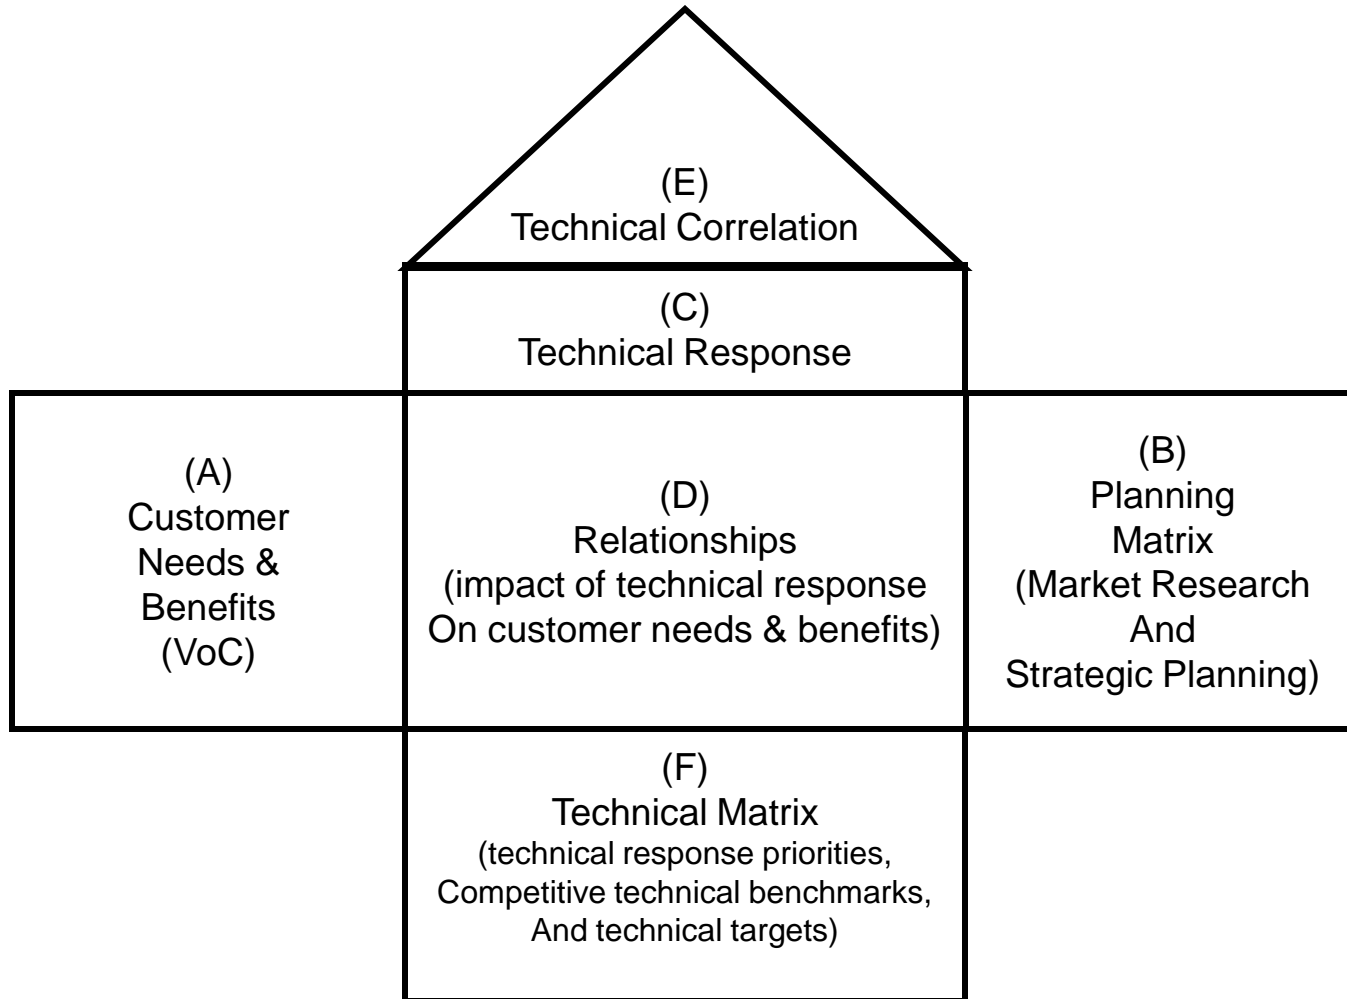 (E)
Technical Correlation
(C)
Technical Response
(A)
Customer
Needs &
Benefits
(VoC)
(D)
Relationships
(impact of technical response
On customer needs & benefits)
(B)
Planning
Matrix
(Market Research
And
Strategic Planning)
(F)
Technical Matrix
(technical response priorities,
Competitive technical benchmarks,
And technical targets)